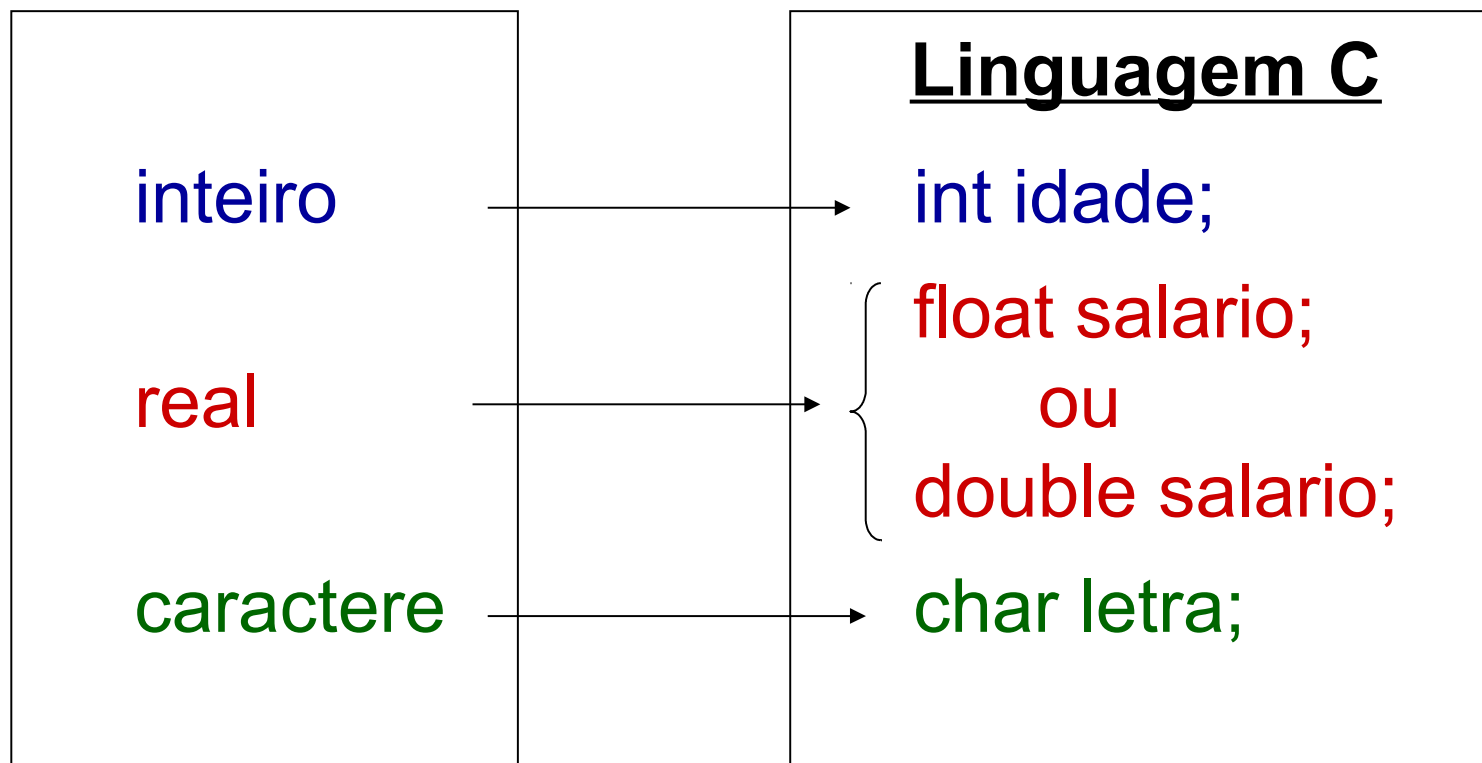 Linguagem C
inteiro
int idade;
float salario;
real
ou
double salario;
caractere
char letra;